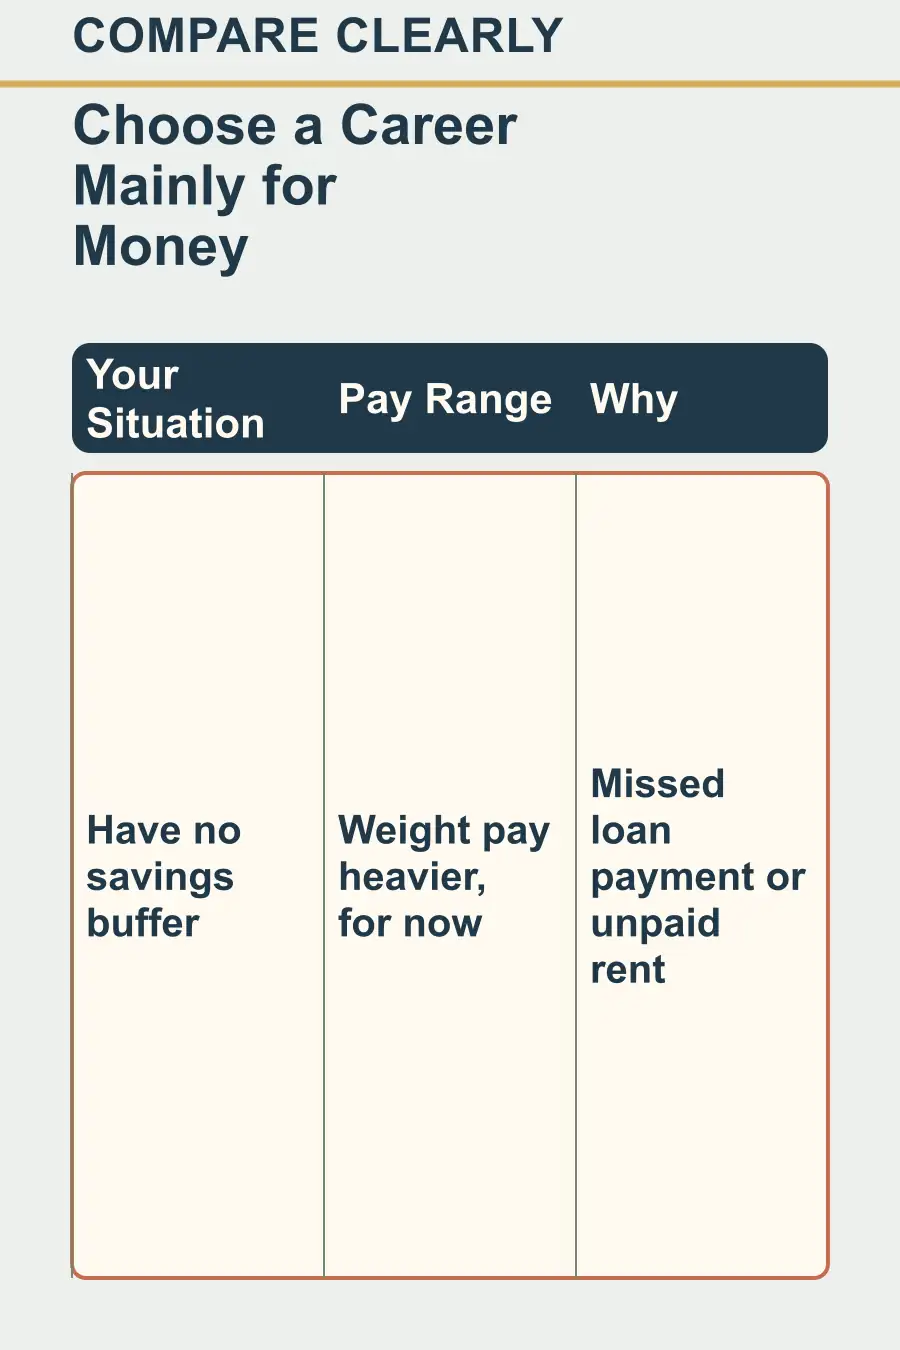 COMPARE CLEARLY
Choose a Career
Mainly for
Money
Your
Situation
Pay Range
Why
Have no
savings
buffer
Weight pay
heavier,
for now
Missed
loan
payment or
unpaid
rent